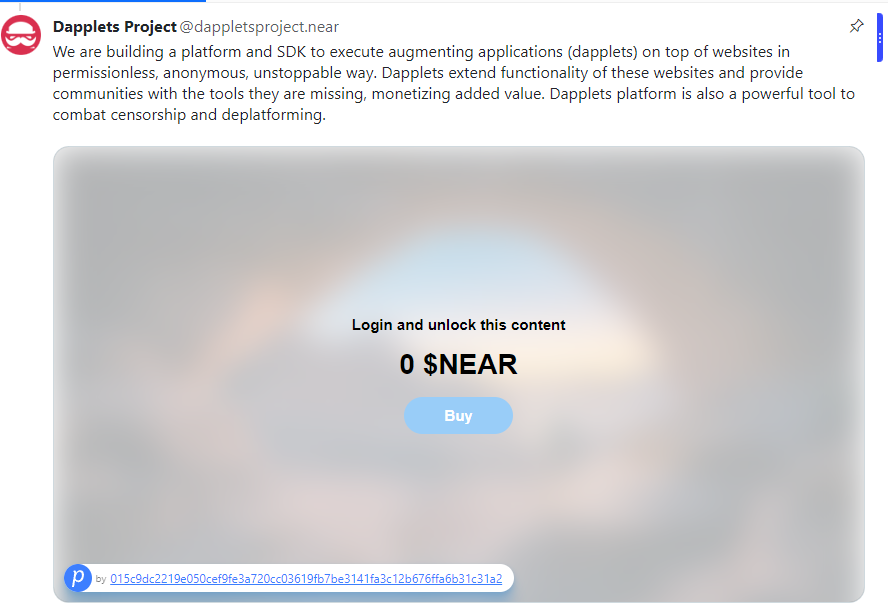 Dapplets Project @dappletsproject.near
We are building a platform and SDK to execute augmenting applications (dapplets) on top of websites in
permissionless, anonymous, unstoppable way. Dapplets extend functionality of these websites and provide
communities with the tools they are missing, monetizing added value. Dapplets platform is also a powerful tool to
combat censorship and deplatforming.
Login and unlock this content
0 $NEAR
Buy
p by 015c9dc2219e050cef9fe3a720cc03619fb7be3141fa3c12b676ffa6b31c31a2